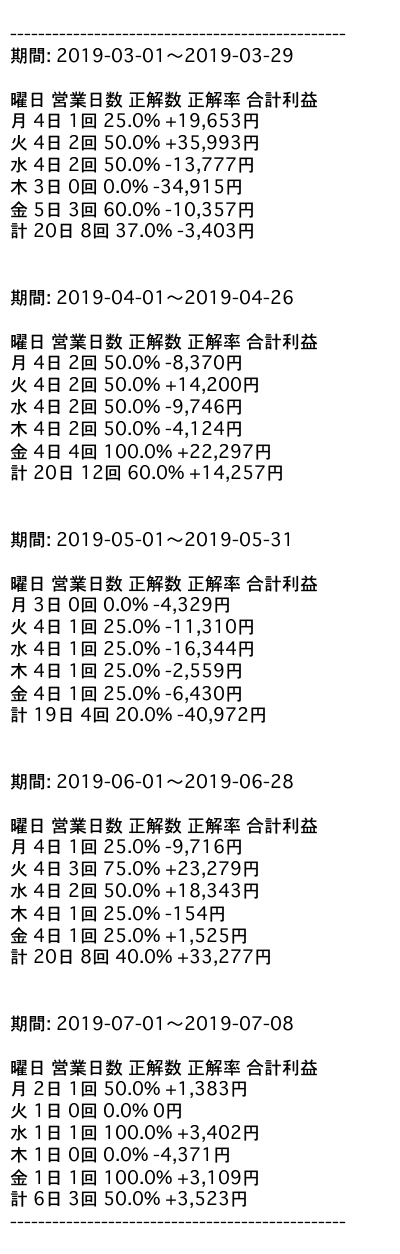 ------------------------------------------------
期間: 2019-03-01〜2019-03-29
曜日 営業日数 正解数 正解率 合計利益
月 4日 1回 25.0% +19,653円
火 4日 2回 50.0% +35,993円
水 4日 2回 50.0% -13,777円
木 3日 0回 0.0% -34,915円
金 5日 3回 60.0% -10,357円
計 20日 8回 37.0% -3,403円
期間: 2019-04-01〜2019-04-26
曜日 営業日数 正解数 正解率 合計利益
月 4日 2回 50.0% -8,370円
火 4日 2回 50.0% +14,200円
水 4日 2回 50.0% -9,746円
木 4日 2回 50.0% -4,124円
金 4日 4回 100.0% +22,297円
計 20日 12回 60.0% +14,257円
期間: 2019-05-01〜2019-05-31
曜日 営業日数 正解数 正解率 合計利益
月 3日 0回 0.0% -4,329円
火 4日 1回 25.0% -11,310円
水 4日 1回 25.0% -16,344円
木 4日 1回 25.0% -2,559円
金 4日 1回 25.0% -6,430円
計 19日 4回 20.0% -40,972円
期間: 2019-06-01〜2019-06-28
曜日 営業日数 正解数 正解率 合計利益
月 4日 1回 25.0% -9,716円
火 4日 3回 75.0% +23,279円
水 4日 2回 50.0% +18,343円
木 4日 1回 25.0% -154円
金 4日 1回 25.0% +1,525円
計 20日 8回 40.0% +33,277円
期間: 2019-07-01〜2019-07-08
曜日 営業日数 正解数 正解率 合計利益
月 2日 1回 50.0% +1,383円
火 1日 0回 0.0% 0円
水 1日 1回 100.0% +3,402円
木 1日 0回 0.0% -4,371円
金 1日 1回 100.0% +3,109円
計 6日 3回 50.0% +3,523円
------------------------------------------------